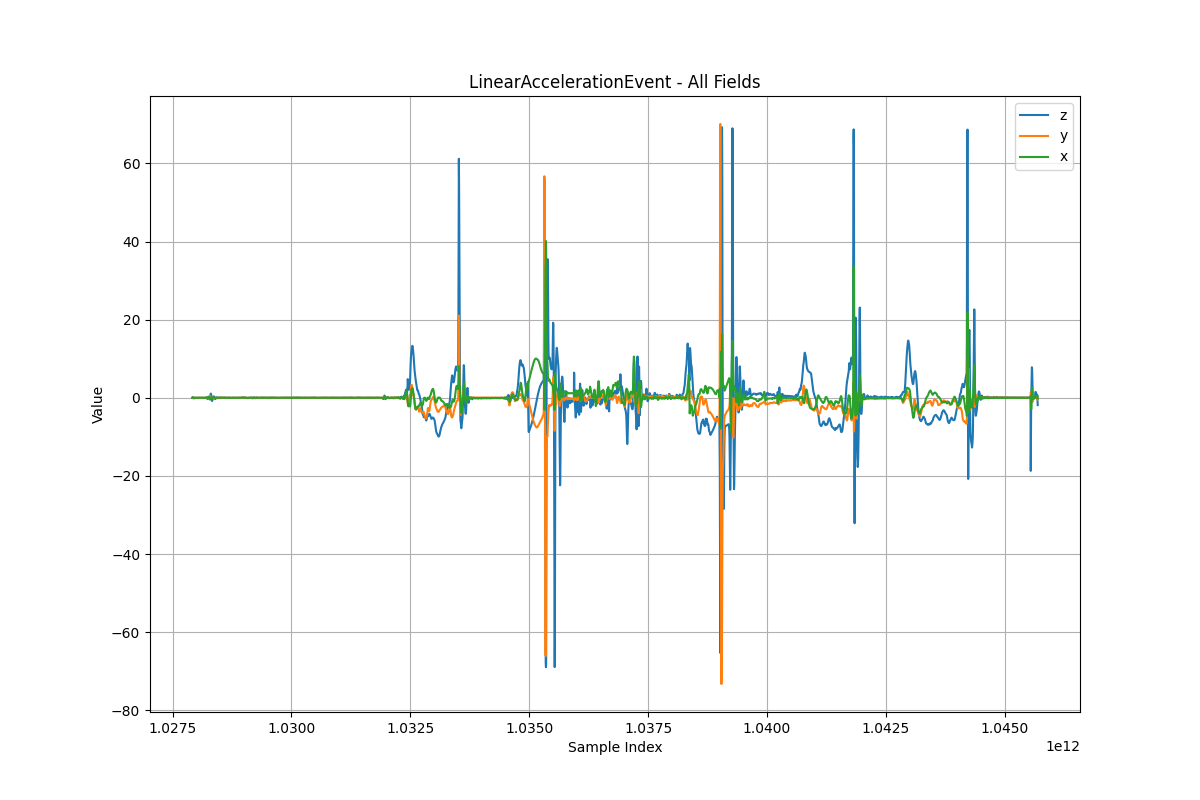 LinearAccelerationEvent - All Fields
z
y
x
60
40
20
0
−20
−40
−60
−80
Value
1.0275
1.0300
1.0325
1.0350
1.0375
1.0400
1.0425
1.0450
1e12
Sample Index